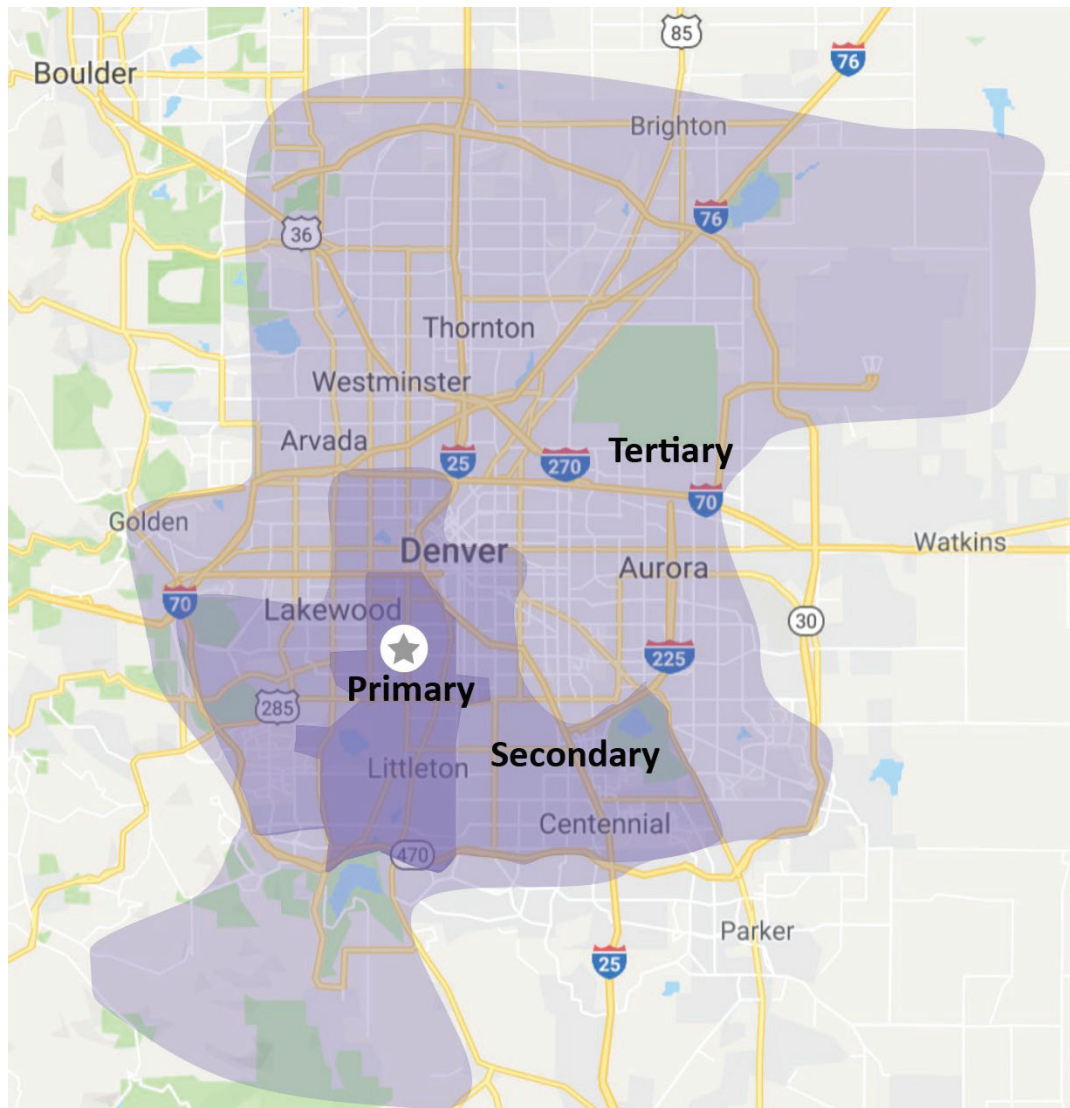 85
76
Boulder
Brighton
76
36
Thornton
Westminster
Arvada
25
270
Tertiary
70
Golden
Denver
Watkins
Aurora
70
Lakewood
30
225
Primary
285
Secondary
Littleton
Centennial
470
Parker
25